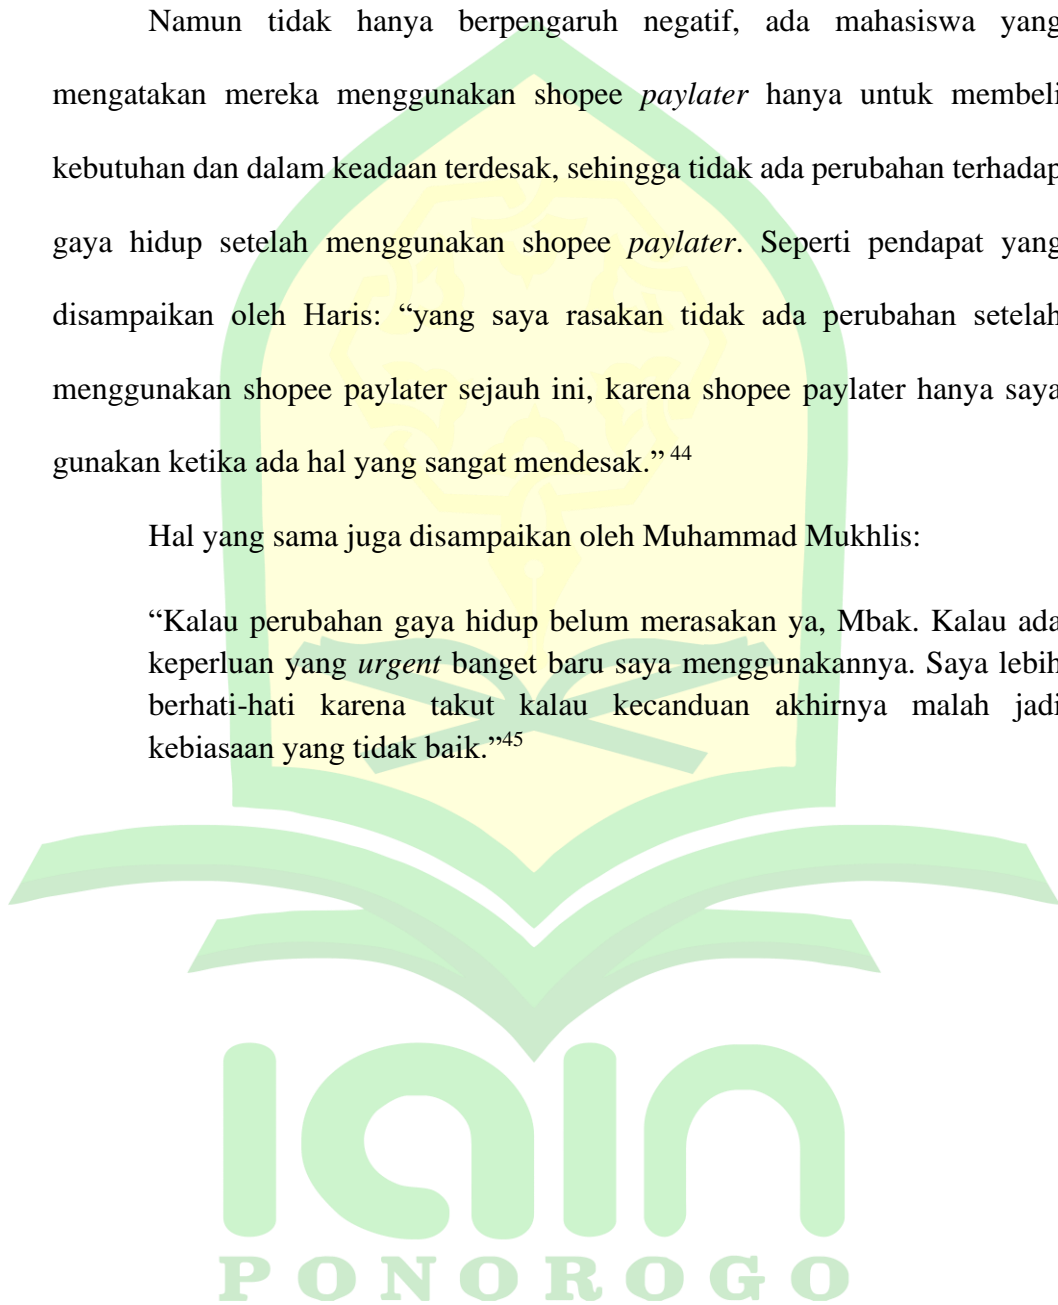 Namun tidak hanya berpengaruh negatif, ada mahasiswa yang
mengatakan mereka menggunakan shopee paylater hanya untuk membeli
kebutuhan dan dalam keadaan terdesak, sehingga tidak ada perubahan terhadap
gaya hidup setelah menggunakan shopee paylater. Seperti pendapat yang
disampaikan oleh Haris: “yang saya rasakan tidak ada perubahan setelah
menggunakan shopee paylater sejauh ini, karena shopee paylater hanya saya
gunakan ketika ada hal yang sangat mendesak.” 44
Hal yang sama juga disampaikan oleh Muhammad Mukhlis:
“Kalau perubahan gaya hidup belum merasakan ya, Mbak. Kalau ada
keperluan yang urgent banget baru saya menggunakannya. Saya lebih
berhati-hati karena takut kalau kecanduan akhirnya malah jadi
kebiasaan yang tidak baik.”45
IAIN
PONOROGO